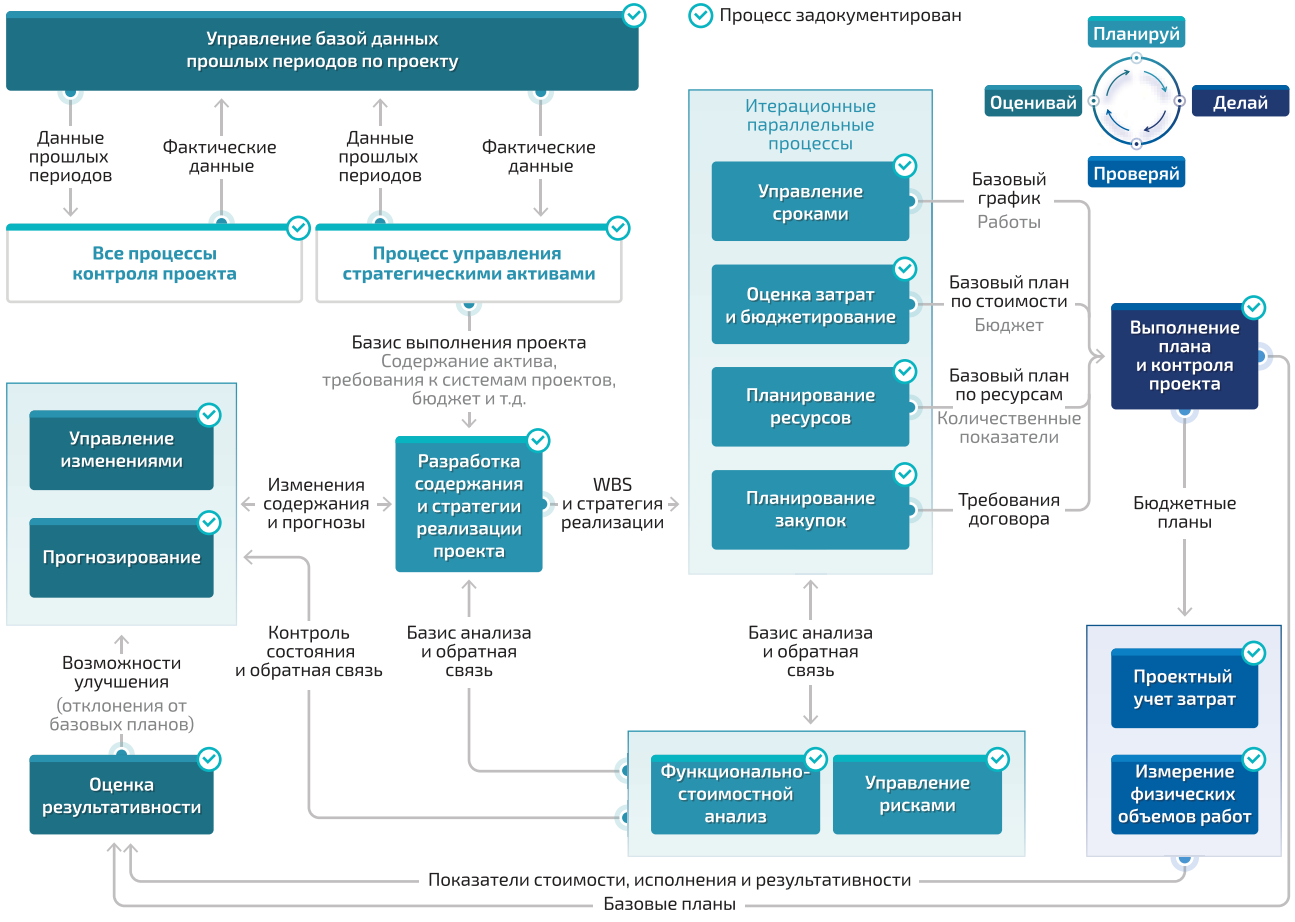 Управление базой данных
прошлых периодов по проекту
Процесс задокументирован
Планируй
Оценивай
Делай
Проверяй
Данные
прошлых
периодов
Фактические
данные
Данные
прошлых
периодов
Фактические
данные
Все процессы
контроля проекта
Процесс управления
стратегическими активами
Базис выполнения проекта
Содержание актива,
требования к системам проектов,
бюджет и т.д.
Итерационные
параллельные
процессы
Управление
сроками
Оценка затрат
и бюджетирование
Планирование
ресурсов
Планирование
закупок
Базовый
график
Работы
Базовый план
по стоимости
Бюджет
Базовый план
по ресурсам
Количественные
показатели
Требования
договора
Выполнение
плана
и контроля
проекта
Управление
изменениями
Прогнозирование
Изменения
содержания
и прогнозы
Разработка
содержания
и стратегии
реализации
проекта
WBS
и стратегия
реализации
Бюджетные
планы
Возможности
улучшения
(отклонения от
базовых планов)
Контроль
состояния
и обратная связь
Базис анализа
и обратная
связь
Базис анализа
и обратная
связь
Оценка
результативности
Функционально-
стоимостной
анализ
Управление
рисками
Проектный
учет затрат
Измерение
физических
объемов работ
Показатели стоимости, исполнения и результативности
Базовые планы